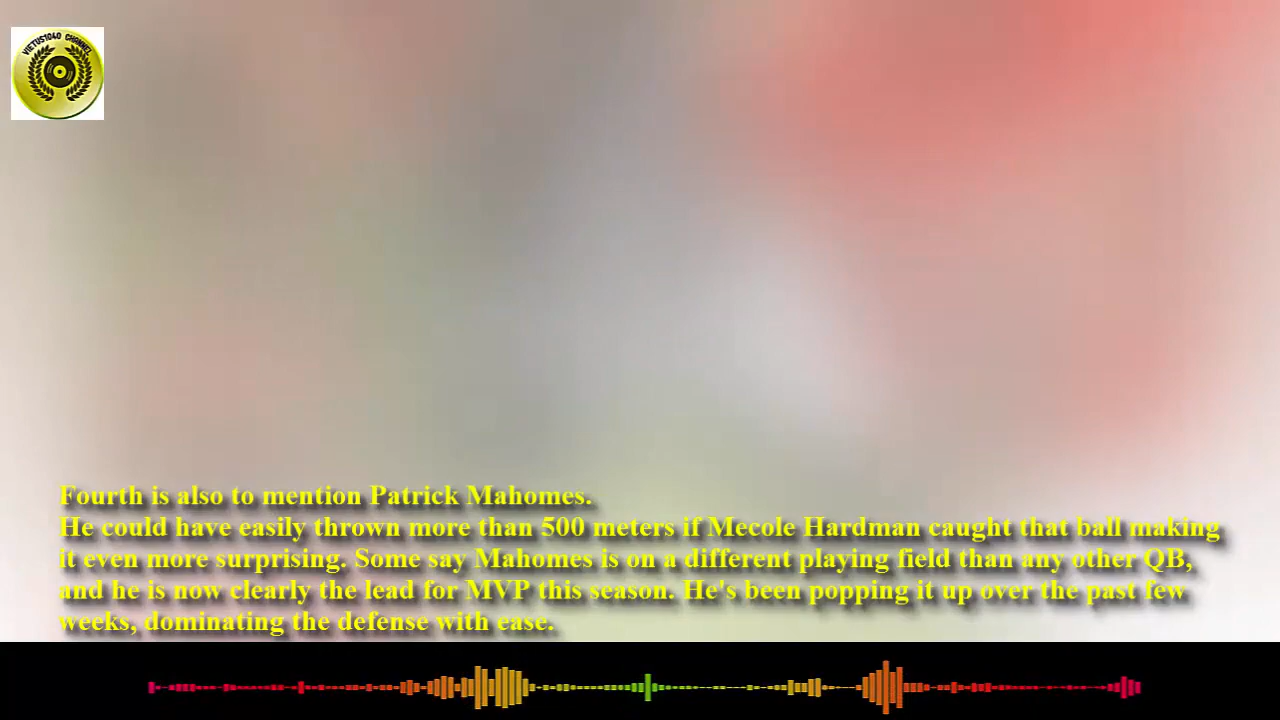 VIETUS1040 CHANNEL
Fourth is also to mention Patrick Mahomes.
He could have easily thrown more than 500 meters if Mecole Hardman caught that ball making
it even more surprising. Some say Mahomes is on a different playing field than any other QB,
and he is now clearly the lead for MVP this season. He's been popping it up over the past few
weeks, dominating the defense with ease.